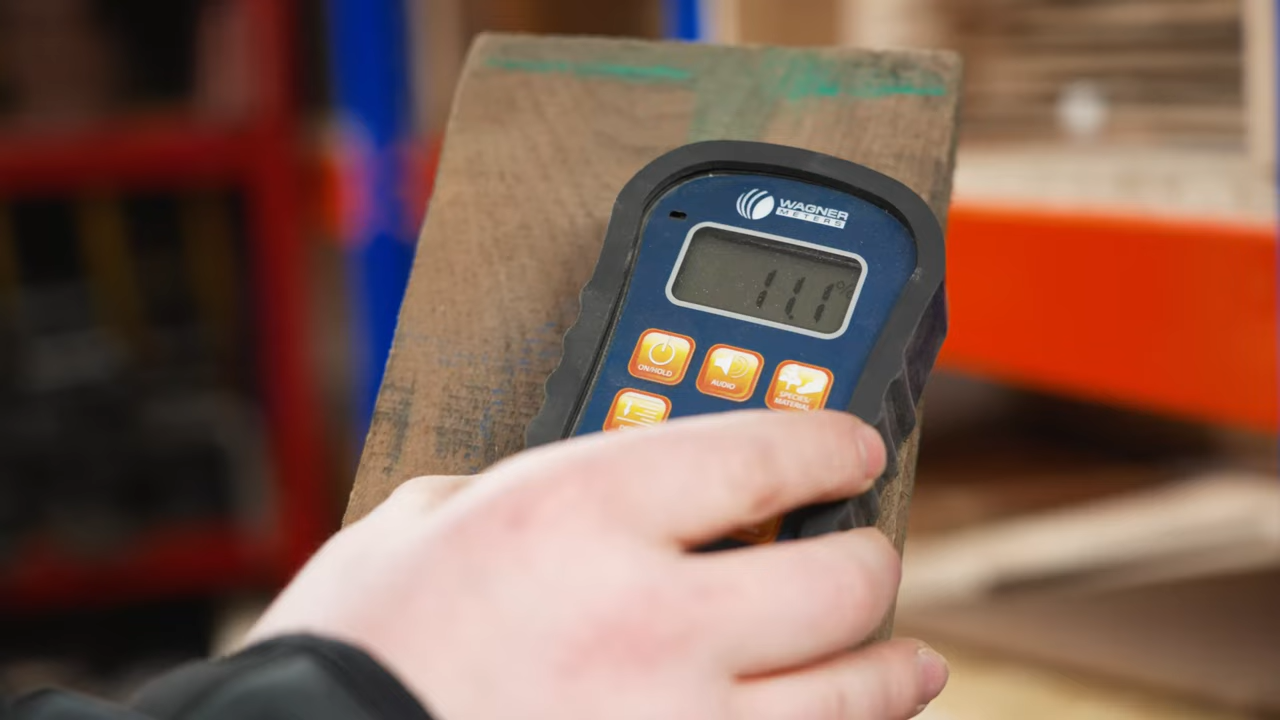 WAGNER
METERS
11.1%
ON/HOLD
AUDIO
SPECIES/
MATERIAL